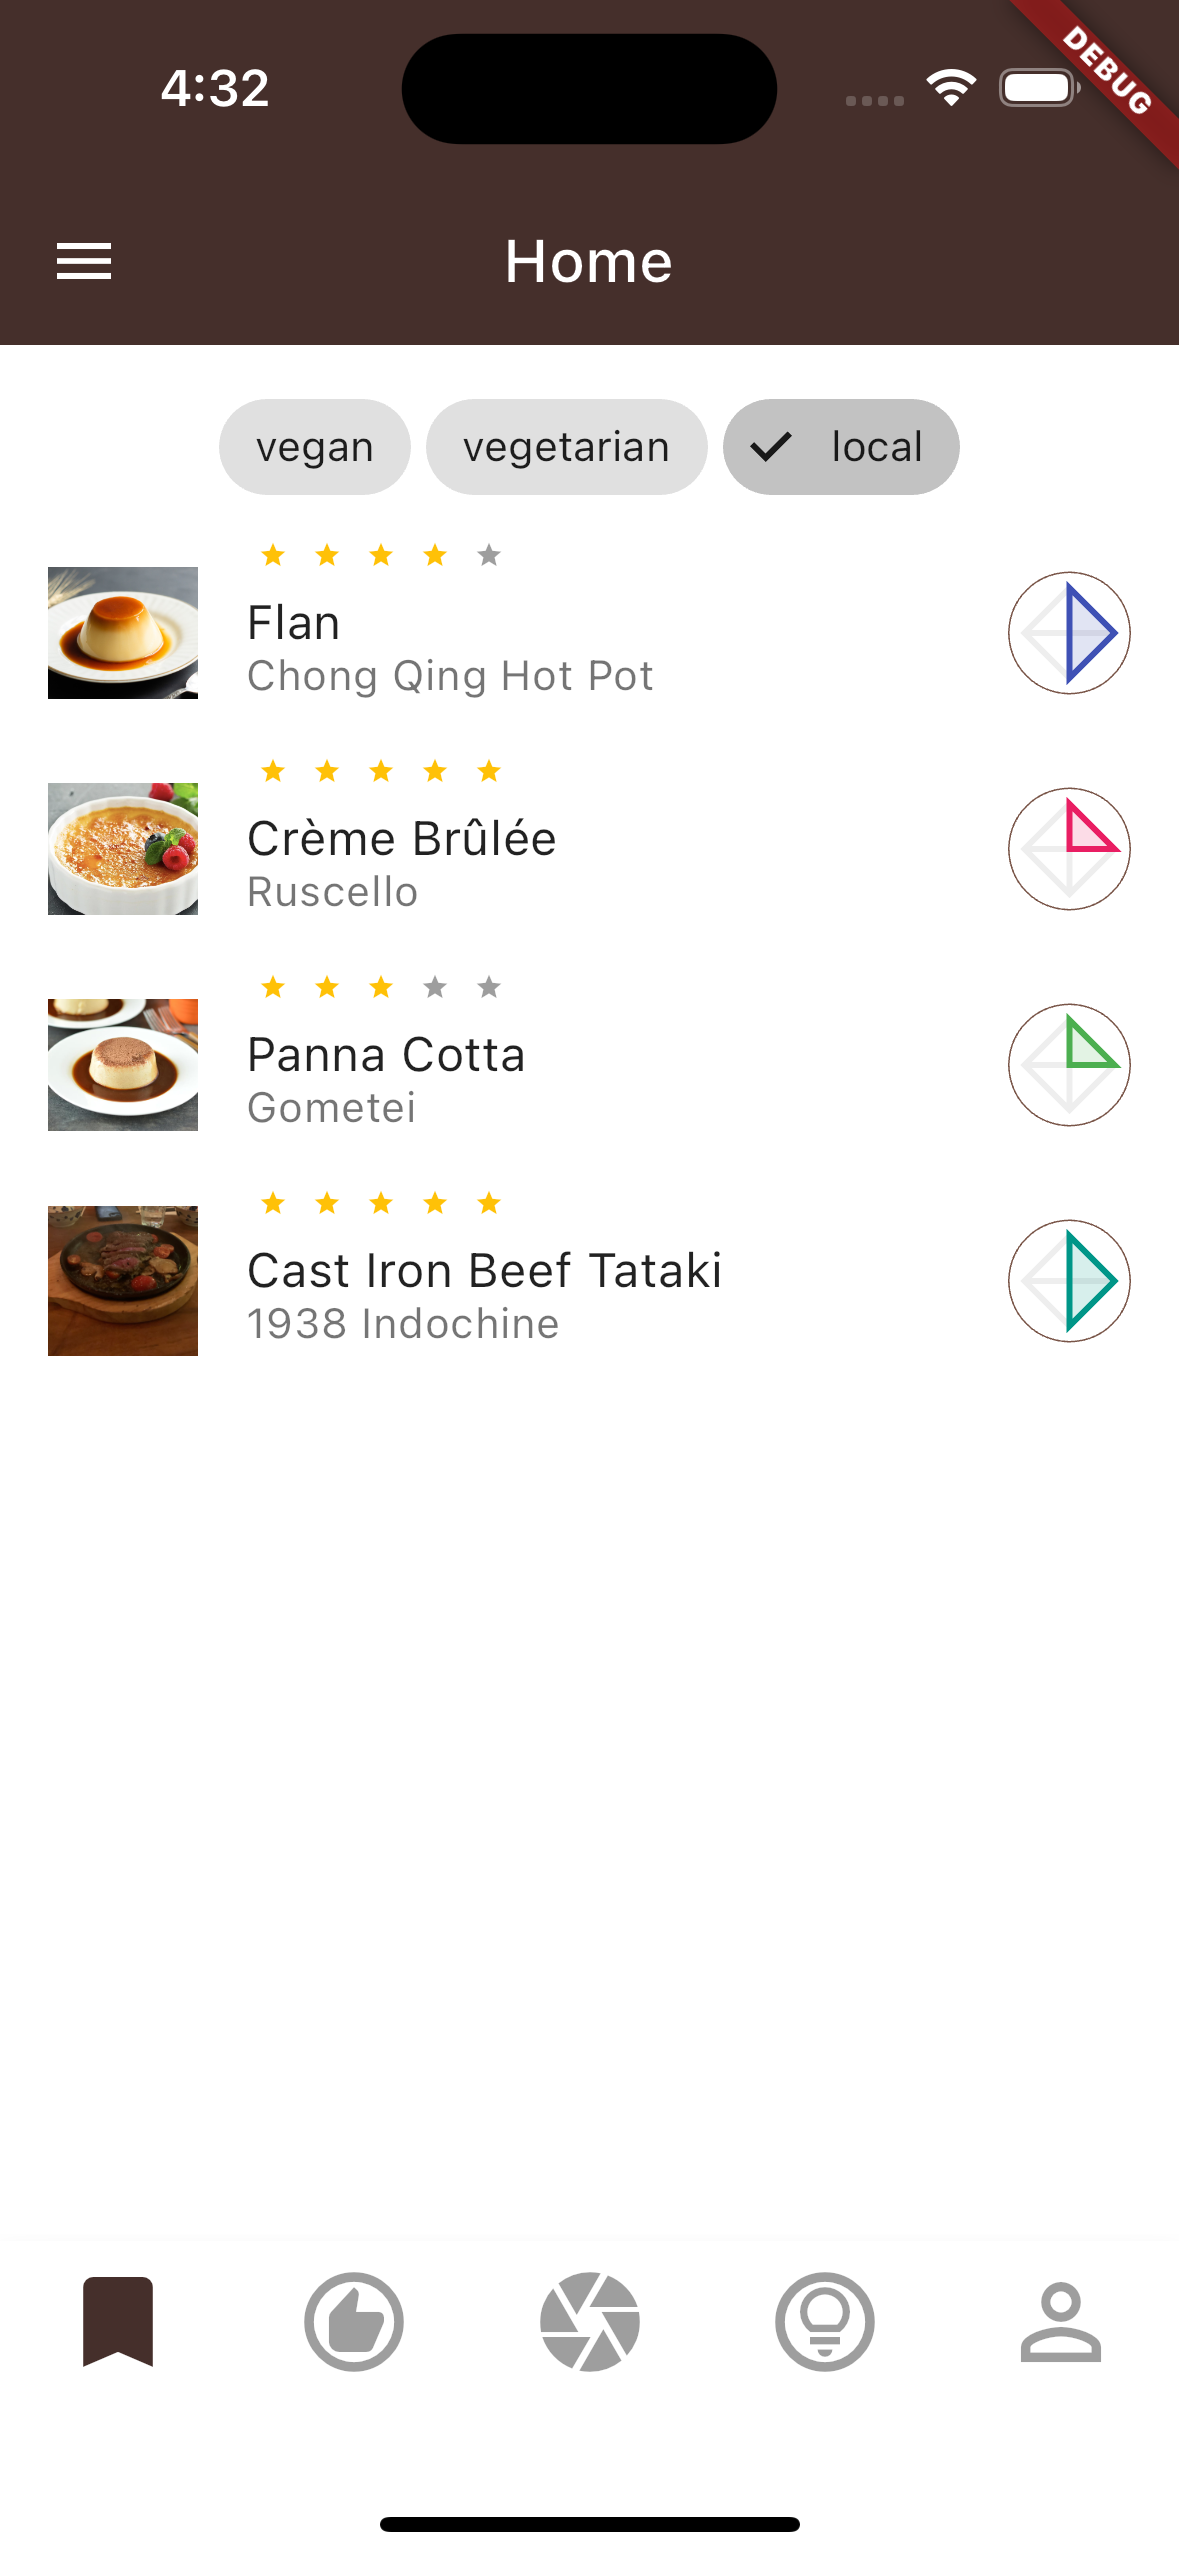 4:32
DEBUG
Home
vegan vegetarian local
Flan
Chong Qing Hot Pot
Crème Brûlée
Ruscello
Panna Cotta
Gometei
Cast Iron Beef Tataki
1938 Indochine